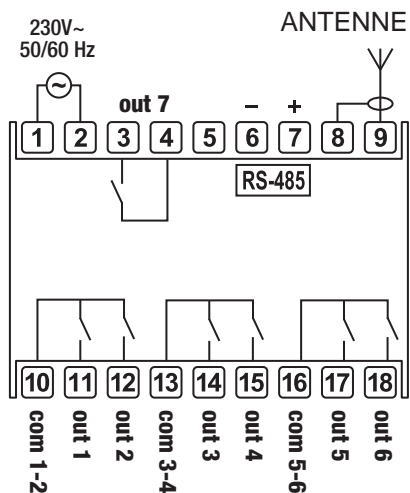 230V~
50/60 Hz
ANTENNE
~
out 7
– +
1 2 3 4 5 6 7 8 9
RS-485
10 11 12 13 14 15 16 17 18
com 1-2
out 1
out 2
com 3-4
out 3
out 4
com 5-6
out 5
out 6